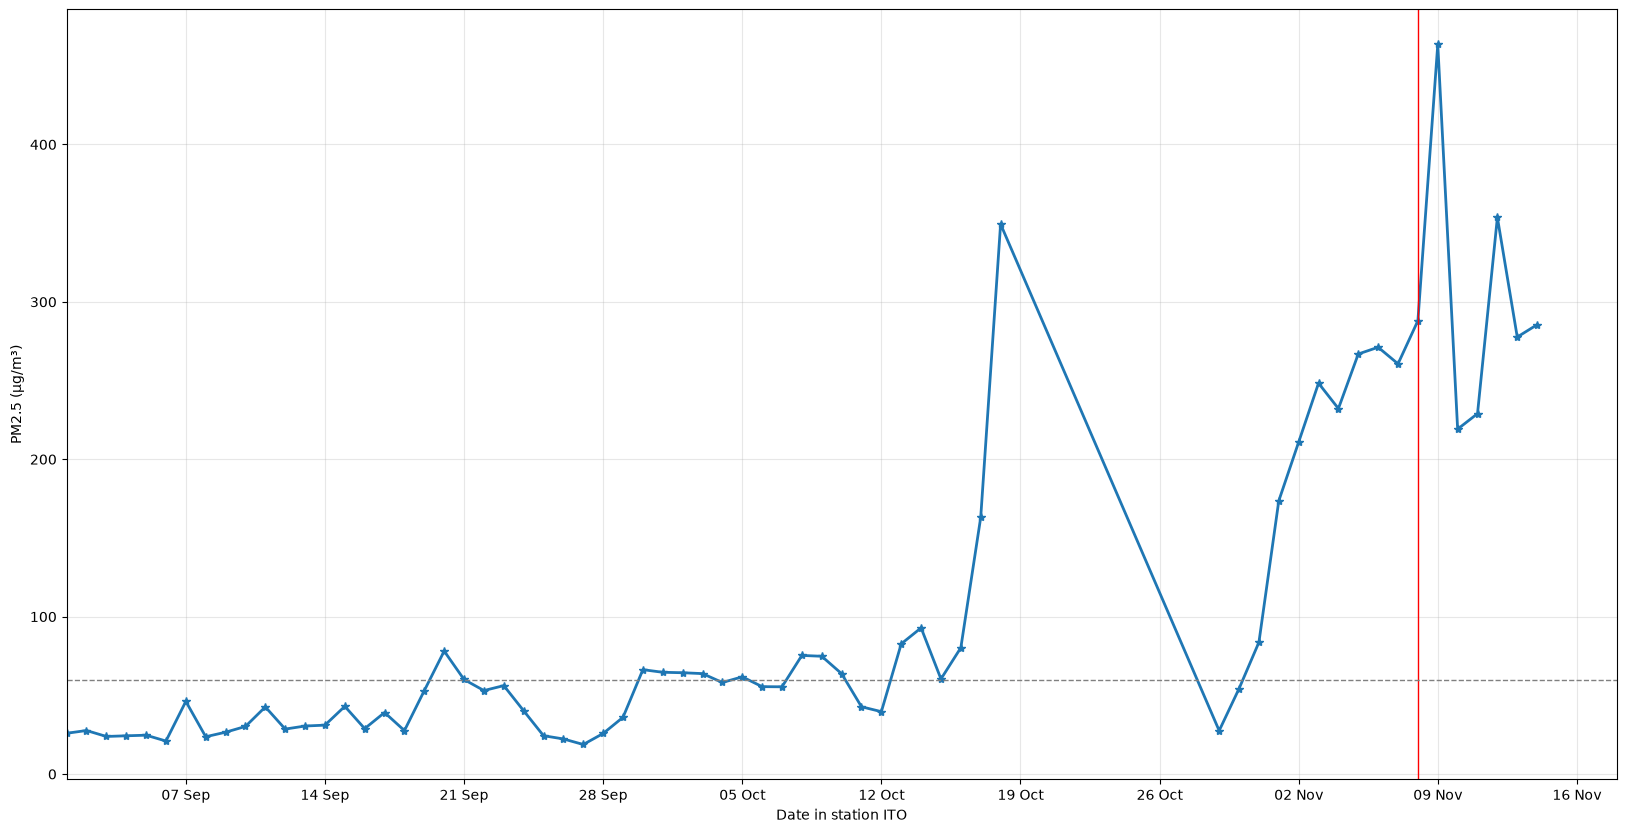 400
300
200
100
0
PM2.5 (µg/m³)
07 Sep
14 Sep
21 Sep
28 Sep
05 Oct
12 Oct
19 Oct
26 Oct
02 Nov
09 Nov
16 Nov
Date in station ITO